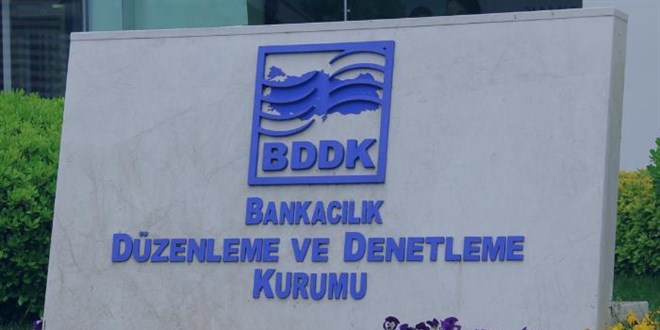 BDDK
BANKACILIK
DÜZENLEME VE DENETLEME
KURUMU